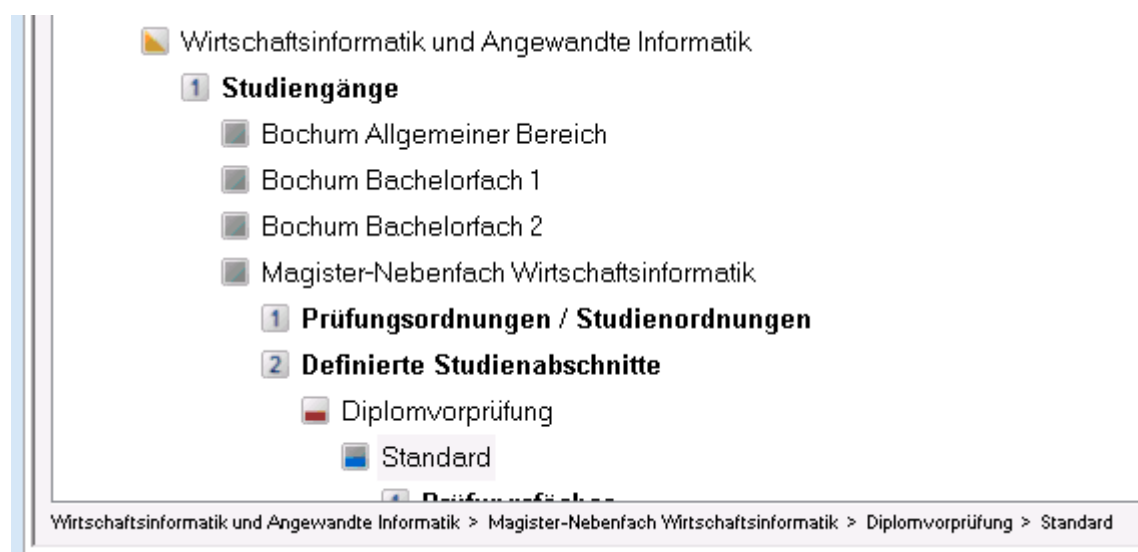 Wirtschaftsinformatik und Angewandte Informatik
1 Studiengänge
Bochum Allgemeiner Bereich
Bochum Bachelorfach 1
Bochum Bachelorfach 2
Magister-Nebenfach Wirtschaftsinformatik
1 Prüfungsordnungen / Studienordnungen
2 Definierte Studienabschnitte
Diplomvorprüfung
Standard
Wirtschaftsinformatik und Angewandte Informatik > Magister-Nebenfach Wirtschaftsinformatik > Diplomvorprüfung > Standard